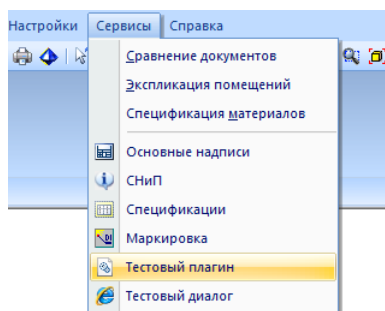 Настройки Сервисы Справка
Сравнение документов
Экспликация помещений
Спецификация материалов
Основные надписи
СНиП
Спецификации
Маркировка
Тестовый плагин
Тестовый диалог